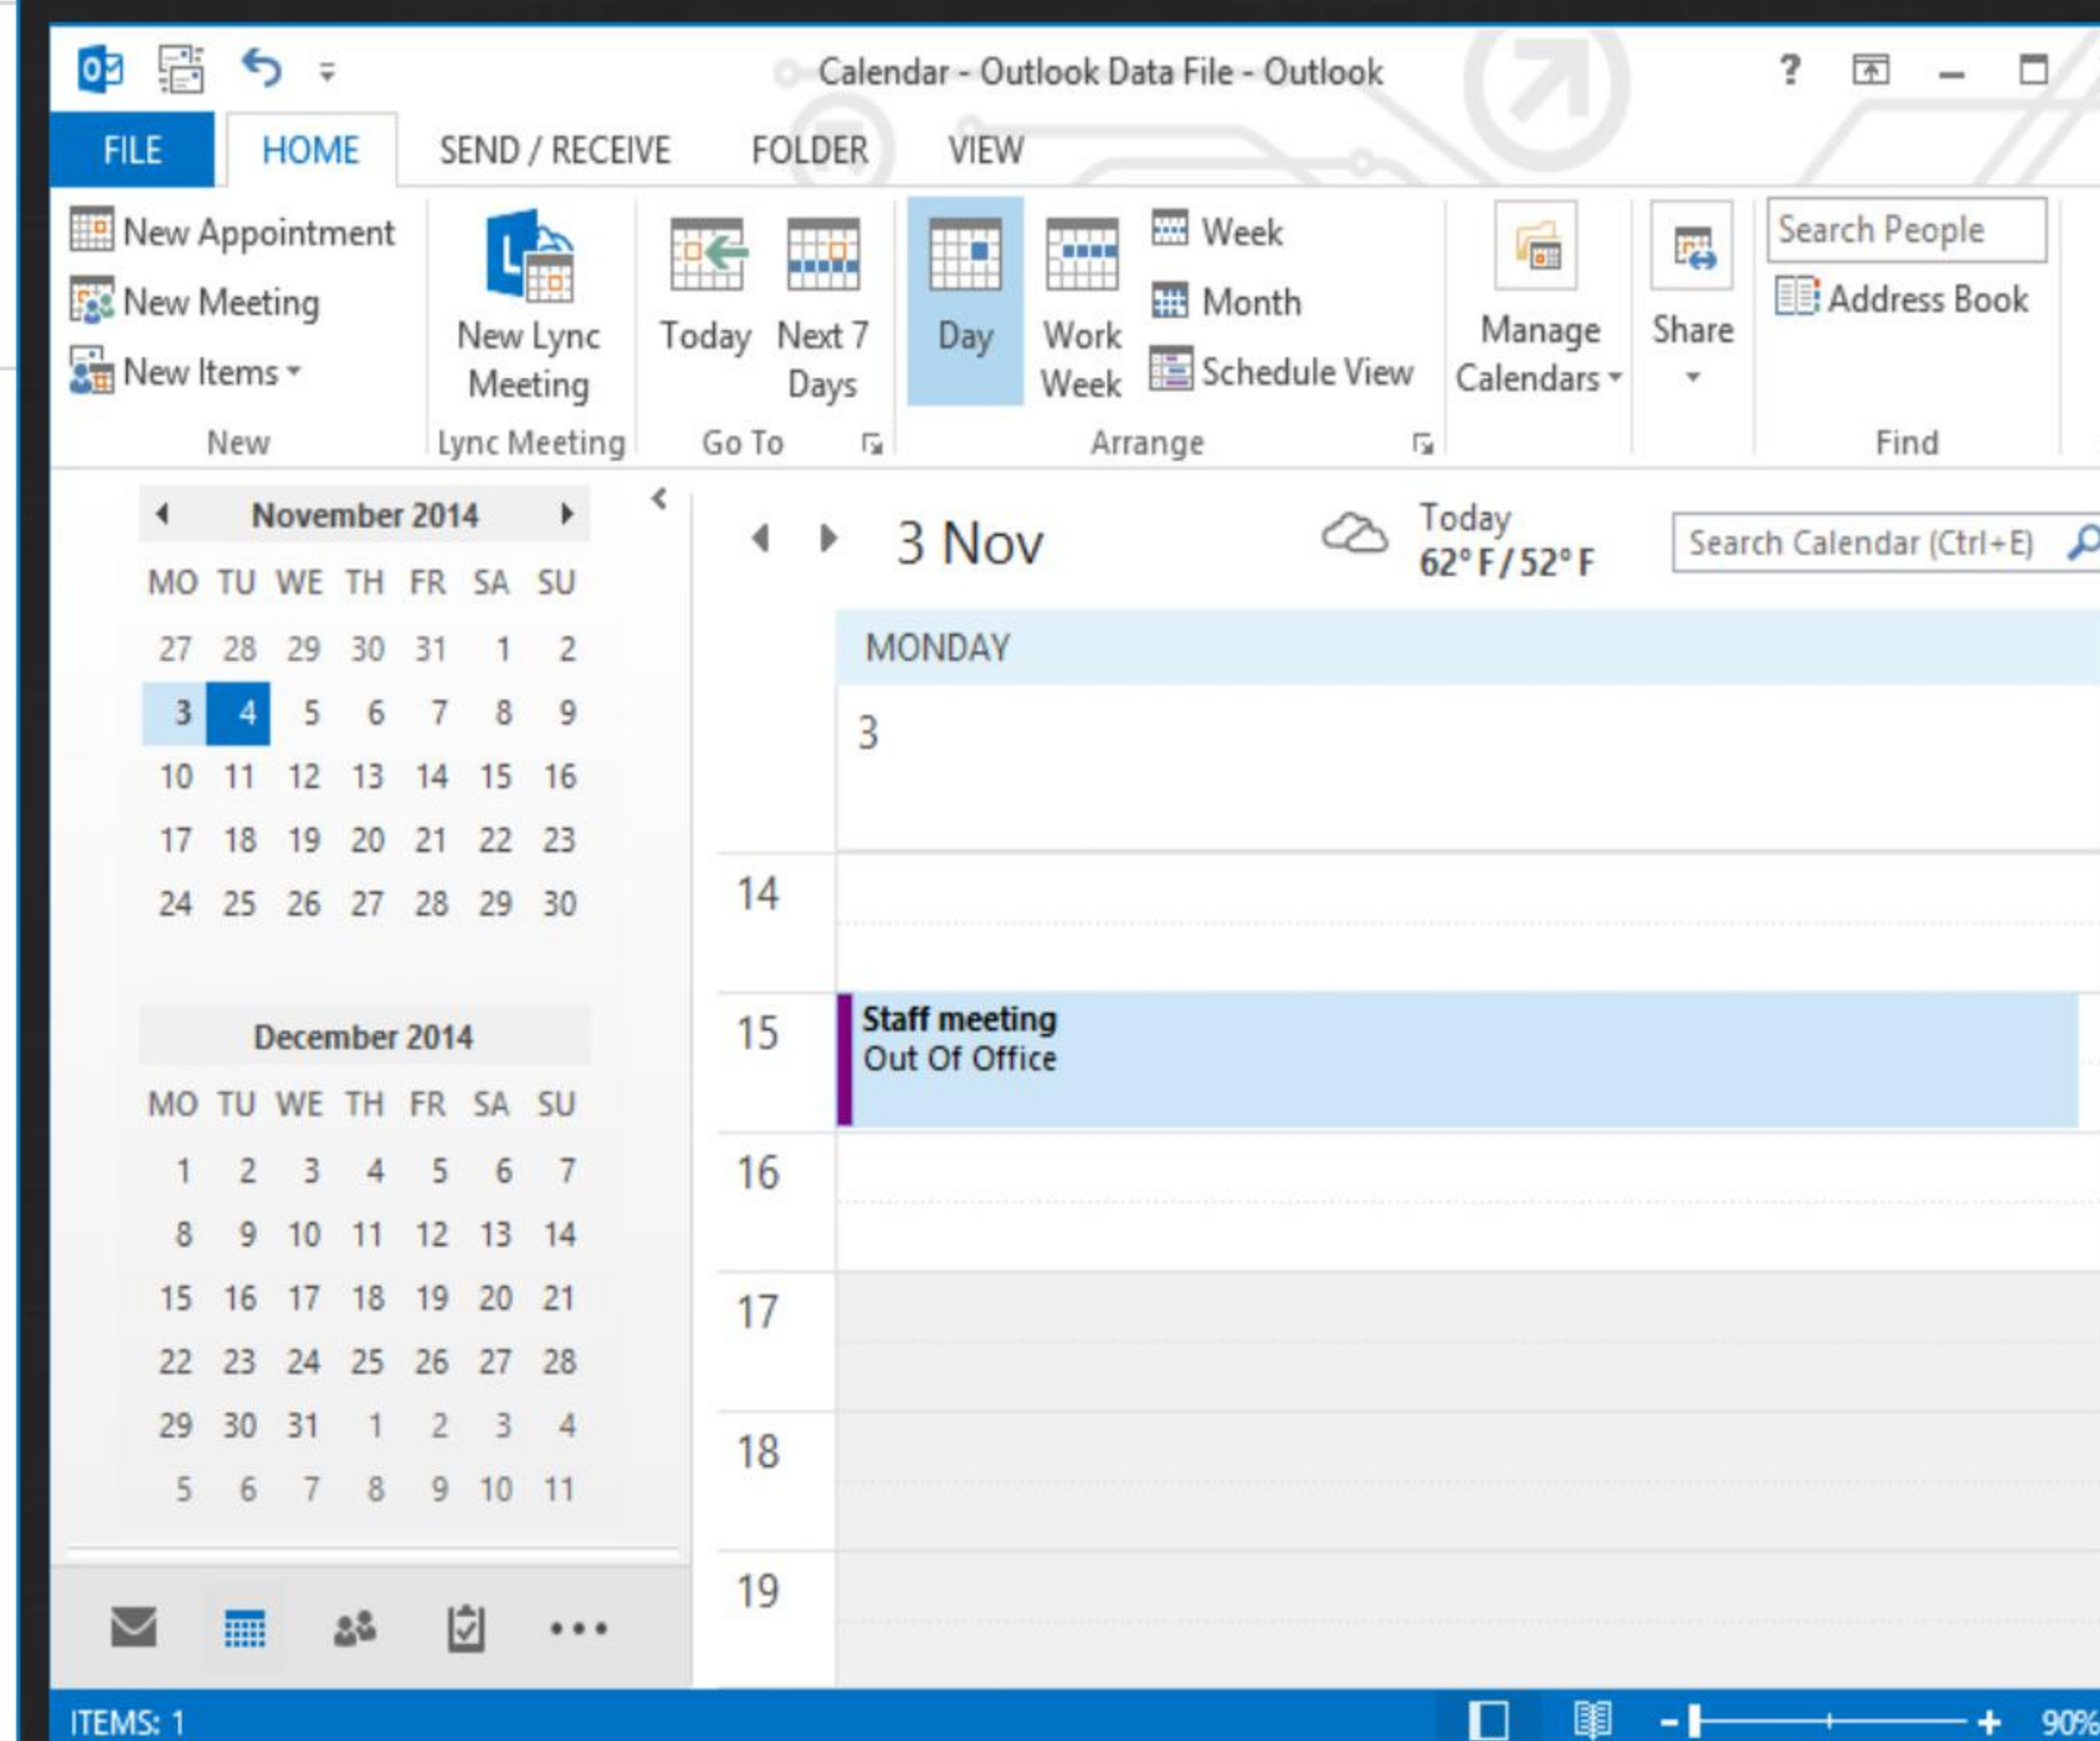 Calendar - Outlook Data File - Outlook
?
FILE HOME SEND / RECEIVE FOLDER VIEW
New Appointment
New Meeting
New Items
New
New Lync
Meeting
Lync Meeting
Today
Next 7
Days
Go To
Day
Work
Week
Week
Month
Schedule View
Arrange
Manage
Calendars
Share
Search People
Address Book
Find
November 2014
MO TU WE TH FR SA SU
27 28 29 30 31 1 2
3 4 5 6 7 8 9
10 11 12 13 14 15 16
17 18 19 20 21 22 23
24 25 26 27 28 29 30
December 2014
MO TU WE TH FR SA SU
1 2 3 4 5 6 7
8 9 10 11 12 13 14
15 16 17 18 19 20 21
22 23 24 25 26 27 28
29 30 31 1 2 3 4
5 6 7 8 9 10 11
3 Nov
Today
62° F / 52° F
Search Calendar (Ctrl+E)
MONDAY
3
14
15
Staff meeting
Out Of Office
16
17
18
19
ITEMS: 1
90%